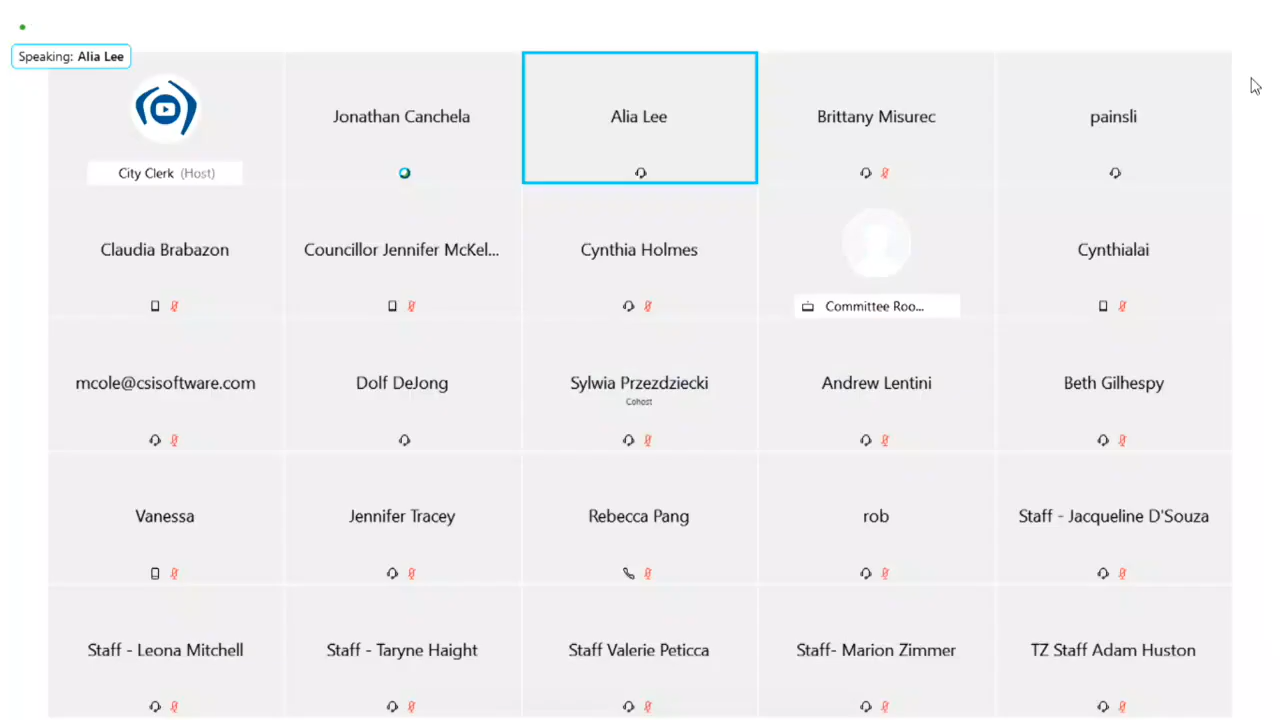 Speaking: Alia Lee
City Clerk (Host)
Jonathan Canchela
Alia Lee
Brittany Misurec
painsli
Claudia Brabazon
Councillor Jennifer McKel...
Cynthia Holmes
Committee Roo...
Cynthialai
mcole@csisoftware.com
Dolf DeJong
Sylwia Przezdziecki
Cohost
Andrew Lentini
Beth Gilhespy
Vanessa
Jennifer Tracey
Rebecca Pang
rob
Staff - Jacqueline D'Souza
Staff - Leona Mitchell
Staff - Taryne Haight
Staff Valerie Peticca
Staff- Marion Zimmer
TZ Staff Adam Huston